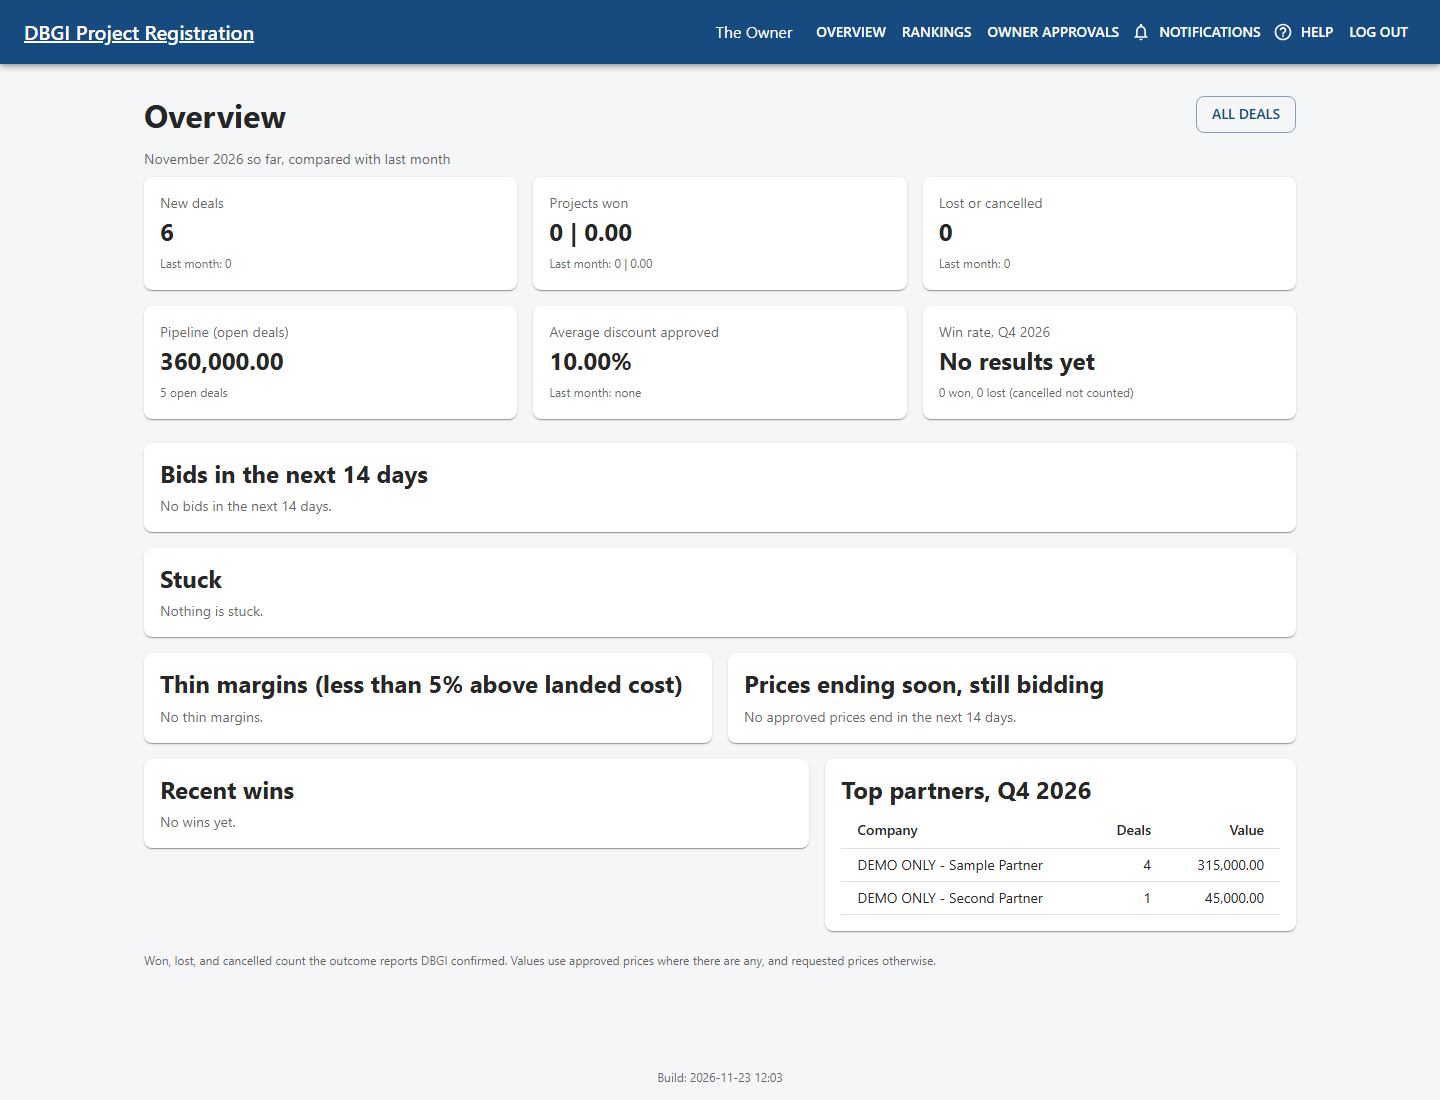 DBGI Project Registration
The Owner OVERVIEW RANKINGS OWNER APPROVALS NOTIFICATIONS HELP LOG OUT
Overview
ALL DEALS
November 2026 so far, compared with last month
New deals
6
Last month: 0
Projects won
0 | 0.00
Last month: 0 | 0.00
Lost or cancelled
0
Last month: 0
Pipeline (open deals)
360,000.00
5 open deals
Average discount approved
10.00%
Last month: none
Win rate, Q4 2026
No results yet
0 won, 0 lost (cancelled not counted)
Bids in the next 14 days
No bids in the next 14 days.
Stuck
Nothing is stuck.
Thin margins (less than 5% above landed cost)
No thin margins.
Prices ending soon, still bidding
No approved prices end in the next 14 days.
Recent wins
No wins yet.
Top partners, Q4 2026
Company Deals Value
DEMO ONLY - Sample Partner 4 315,000.00
DEMO ONLY - Second Partner 1 45,000.00
Won, lost, and cancelled count the outcome reports DBGI confirmed. Values use approved prices where there are any, and requested prices otherwise.
Build: 2026-11-23 12:03